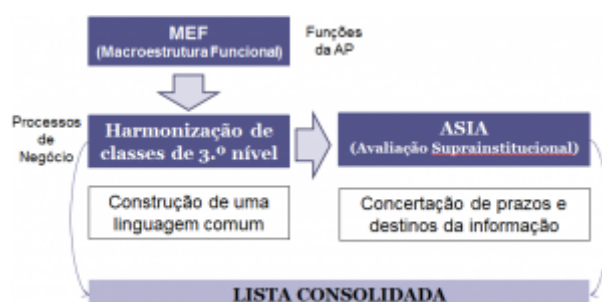 MEF
(Macroestrutura Funcional)
Funções
da AP
Processos
de
Negócio
Harmonização de
classes de 3.º nível
ASIA
(Avaliação Suprainstitucional)
Construção de uma
linguagem comum
Concertação de prazos e
destinos da informação
LISTA CONSOLIDADA